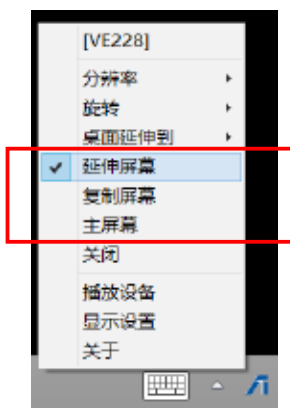 [VE228]
分辨率
旋转
桌面延伸到
延伸屏幕
复制屏幕
主屏幕
关闭
播放设备
显示设置
关于